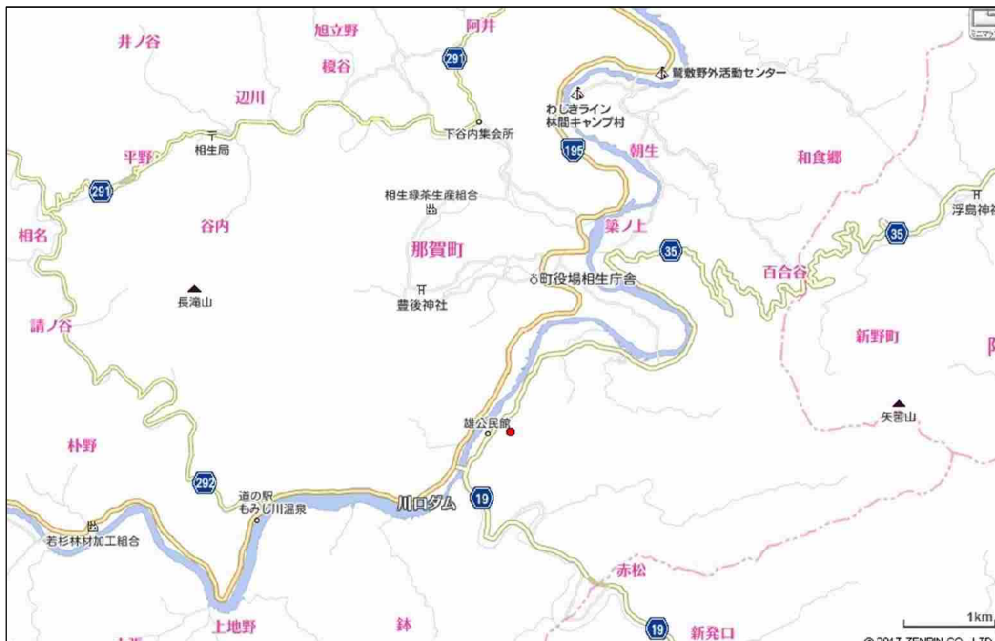 ミニマップ
阿井
旭立野
井ノ谷
榎谷
291
鷲敷野外活動センター
辺川
わじきライン
林間キャンプ村
下谷内集会所
相生局
195
朝生
和食郷
平野
291
相生緑茶生産組合
浮島神社
相名
谷内
簗ノ上
35
35
那賀町
百合谷
町役場相生庁舎
豊後神社
長滝山
請ノ谷
新野町
矢筈山
雄公民館
朴野
292
道の駅
もみじ川温泉
川口ダム
19
若杉林材加工組合
赤松
1km
上地野
鉢
19
新発口
© 2013 ZENRIN CO., LTD.